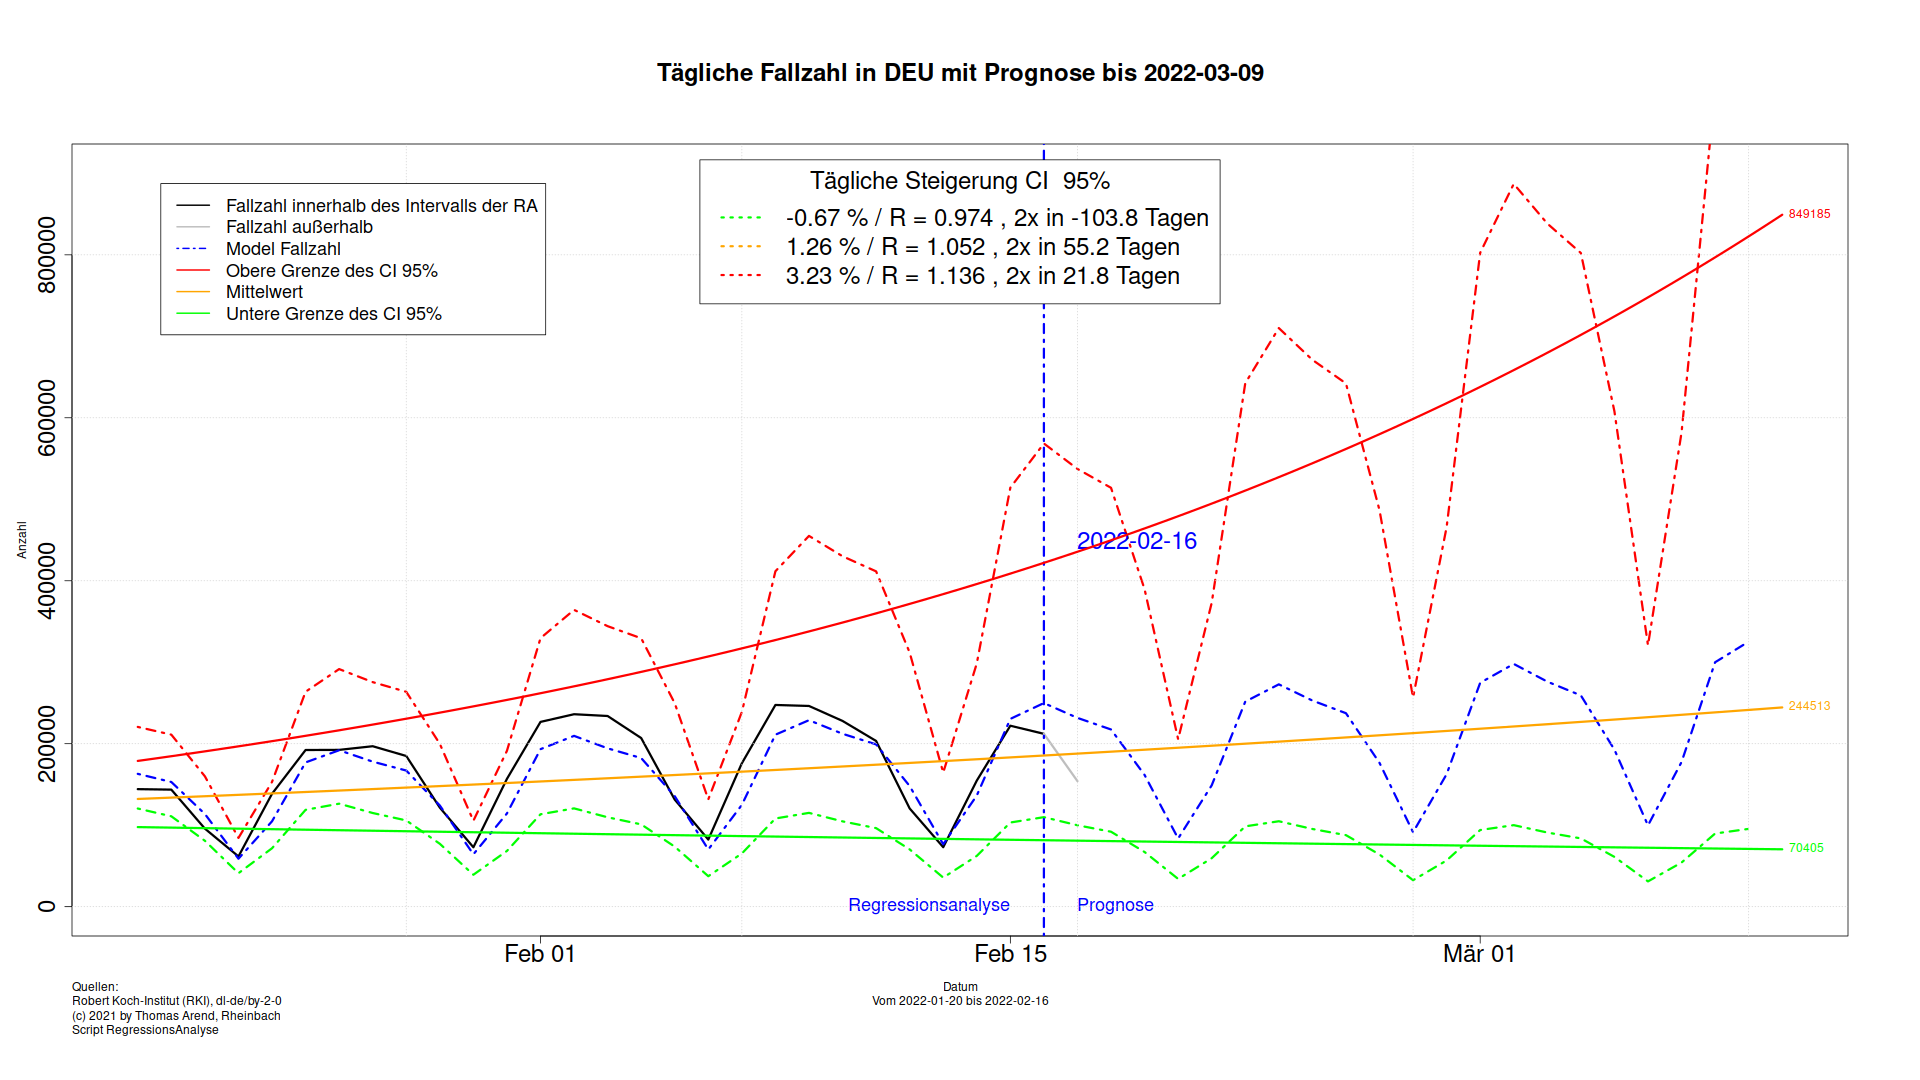 Tägliche Fallzahl in DEU mit Prognose bis 2022-03-09
Fallzahl innerhalb des Intervalls der RA
Fallzahl außerhalb
Model Fallzahl
Obere Grenze des CI 95%
Mittelwert
Untere Grenze des CI 95%
Tägliche Steigerung CI  95%
-0.67 % / R = 0.974 , 2x in -103.8 Tagen
1.26 % / R = 1.052 , 2x in 55.2 Tagen
3.23 % / R = 1.136 , 2x in 21.8 Tagen
849185
800000
600000
400000
200000
0
Anzahl
2022-02-16
244513
70405
Regressionsanalyse
Prognose
Feb 01
Feb 15
Mär 01
Datum
Vom 2022-01-20 bis 2022-02-16
Quellen:
Robert Koch-Institut (RKI), dl-de/by-2-0
(c) 2021 by Thomas Arend, Rheinbach
Script RegressionsAnalyse